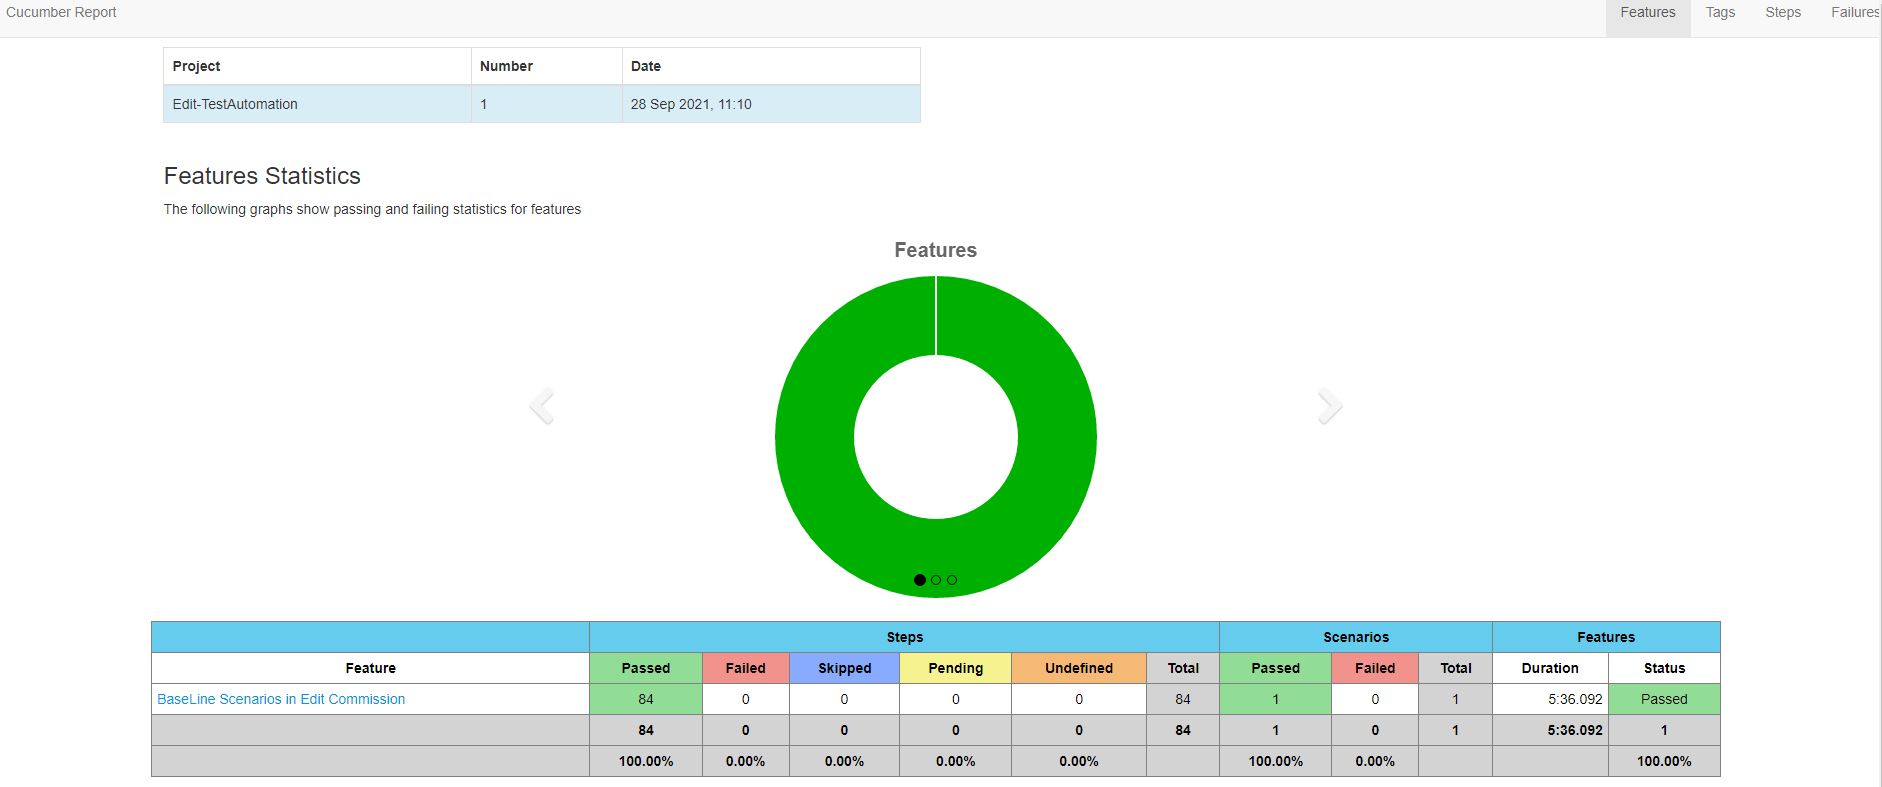 Cucumber Report Features Tags Steps Failures
Project Number Date
Edit-TestAutomation 1 28 Sep 2021, 11:10
Features Statistics
The following graphs show passing and failing statistics for features
Features
Steps Scenarios Features
Feature Passed Failed Skipped Pending Undefined Total Passed Failed Total Duration Status
BaseLine Scenarios in Edit Commission 84 0 0 0 0 84 1 0 1 5:36.092 Passed
84 0 0 0 0 84 1 0 1 5:36.092 1
100.00% 0.00% 0.00% 0.00% 0.00% 100.00% 0.00% 100.00%